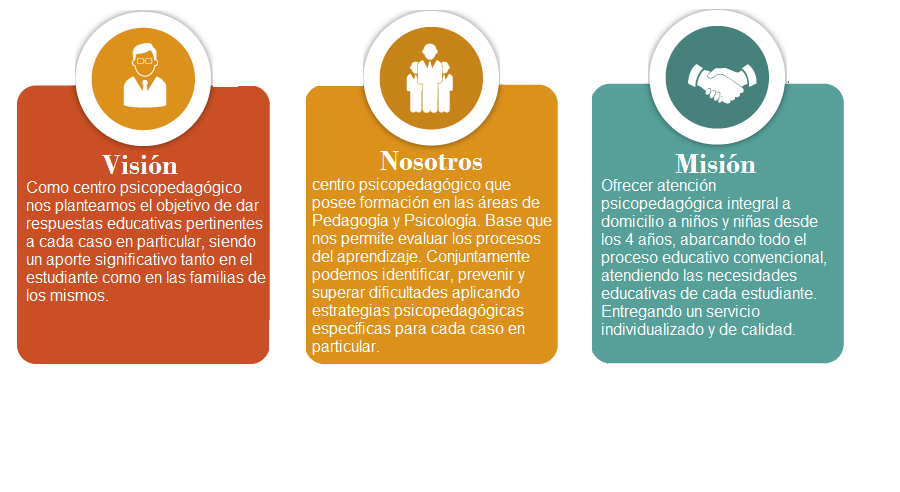 Visión
Como centro psicopedagógico
nos planteamos el objetivo de dar
respuestas educativas pertinentes
a cada caso en particular, siendo
un aporte significativo tanto en el
estudiante como en las familias de
los mismos.
Nosotros
centro psicopedagógico que
posee formación en las áreas de
Pedagogía y Psicología. Base que
nos permite evaluar los procesos
del aprendizaje. Conjuntamente
podemos identificar, prevenir y
superar dificultades aplicando
estrategias psicopedagógicas
específicas para cada caso en
particular.
Misión
Ofrecer atención
psicopedagógica integral a
domicilio a niños y niñas desde
los 4 años, abarcando todo el
proceso educativo convencional,
atendiendo las necesidades
educativas de cada estudiante.
Entregando un servicio
individualizado y de calidad.